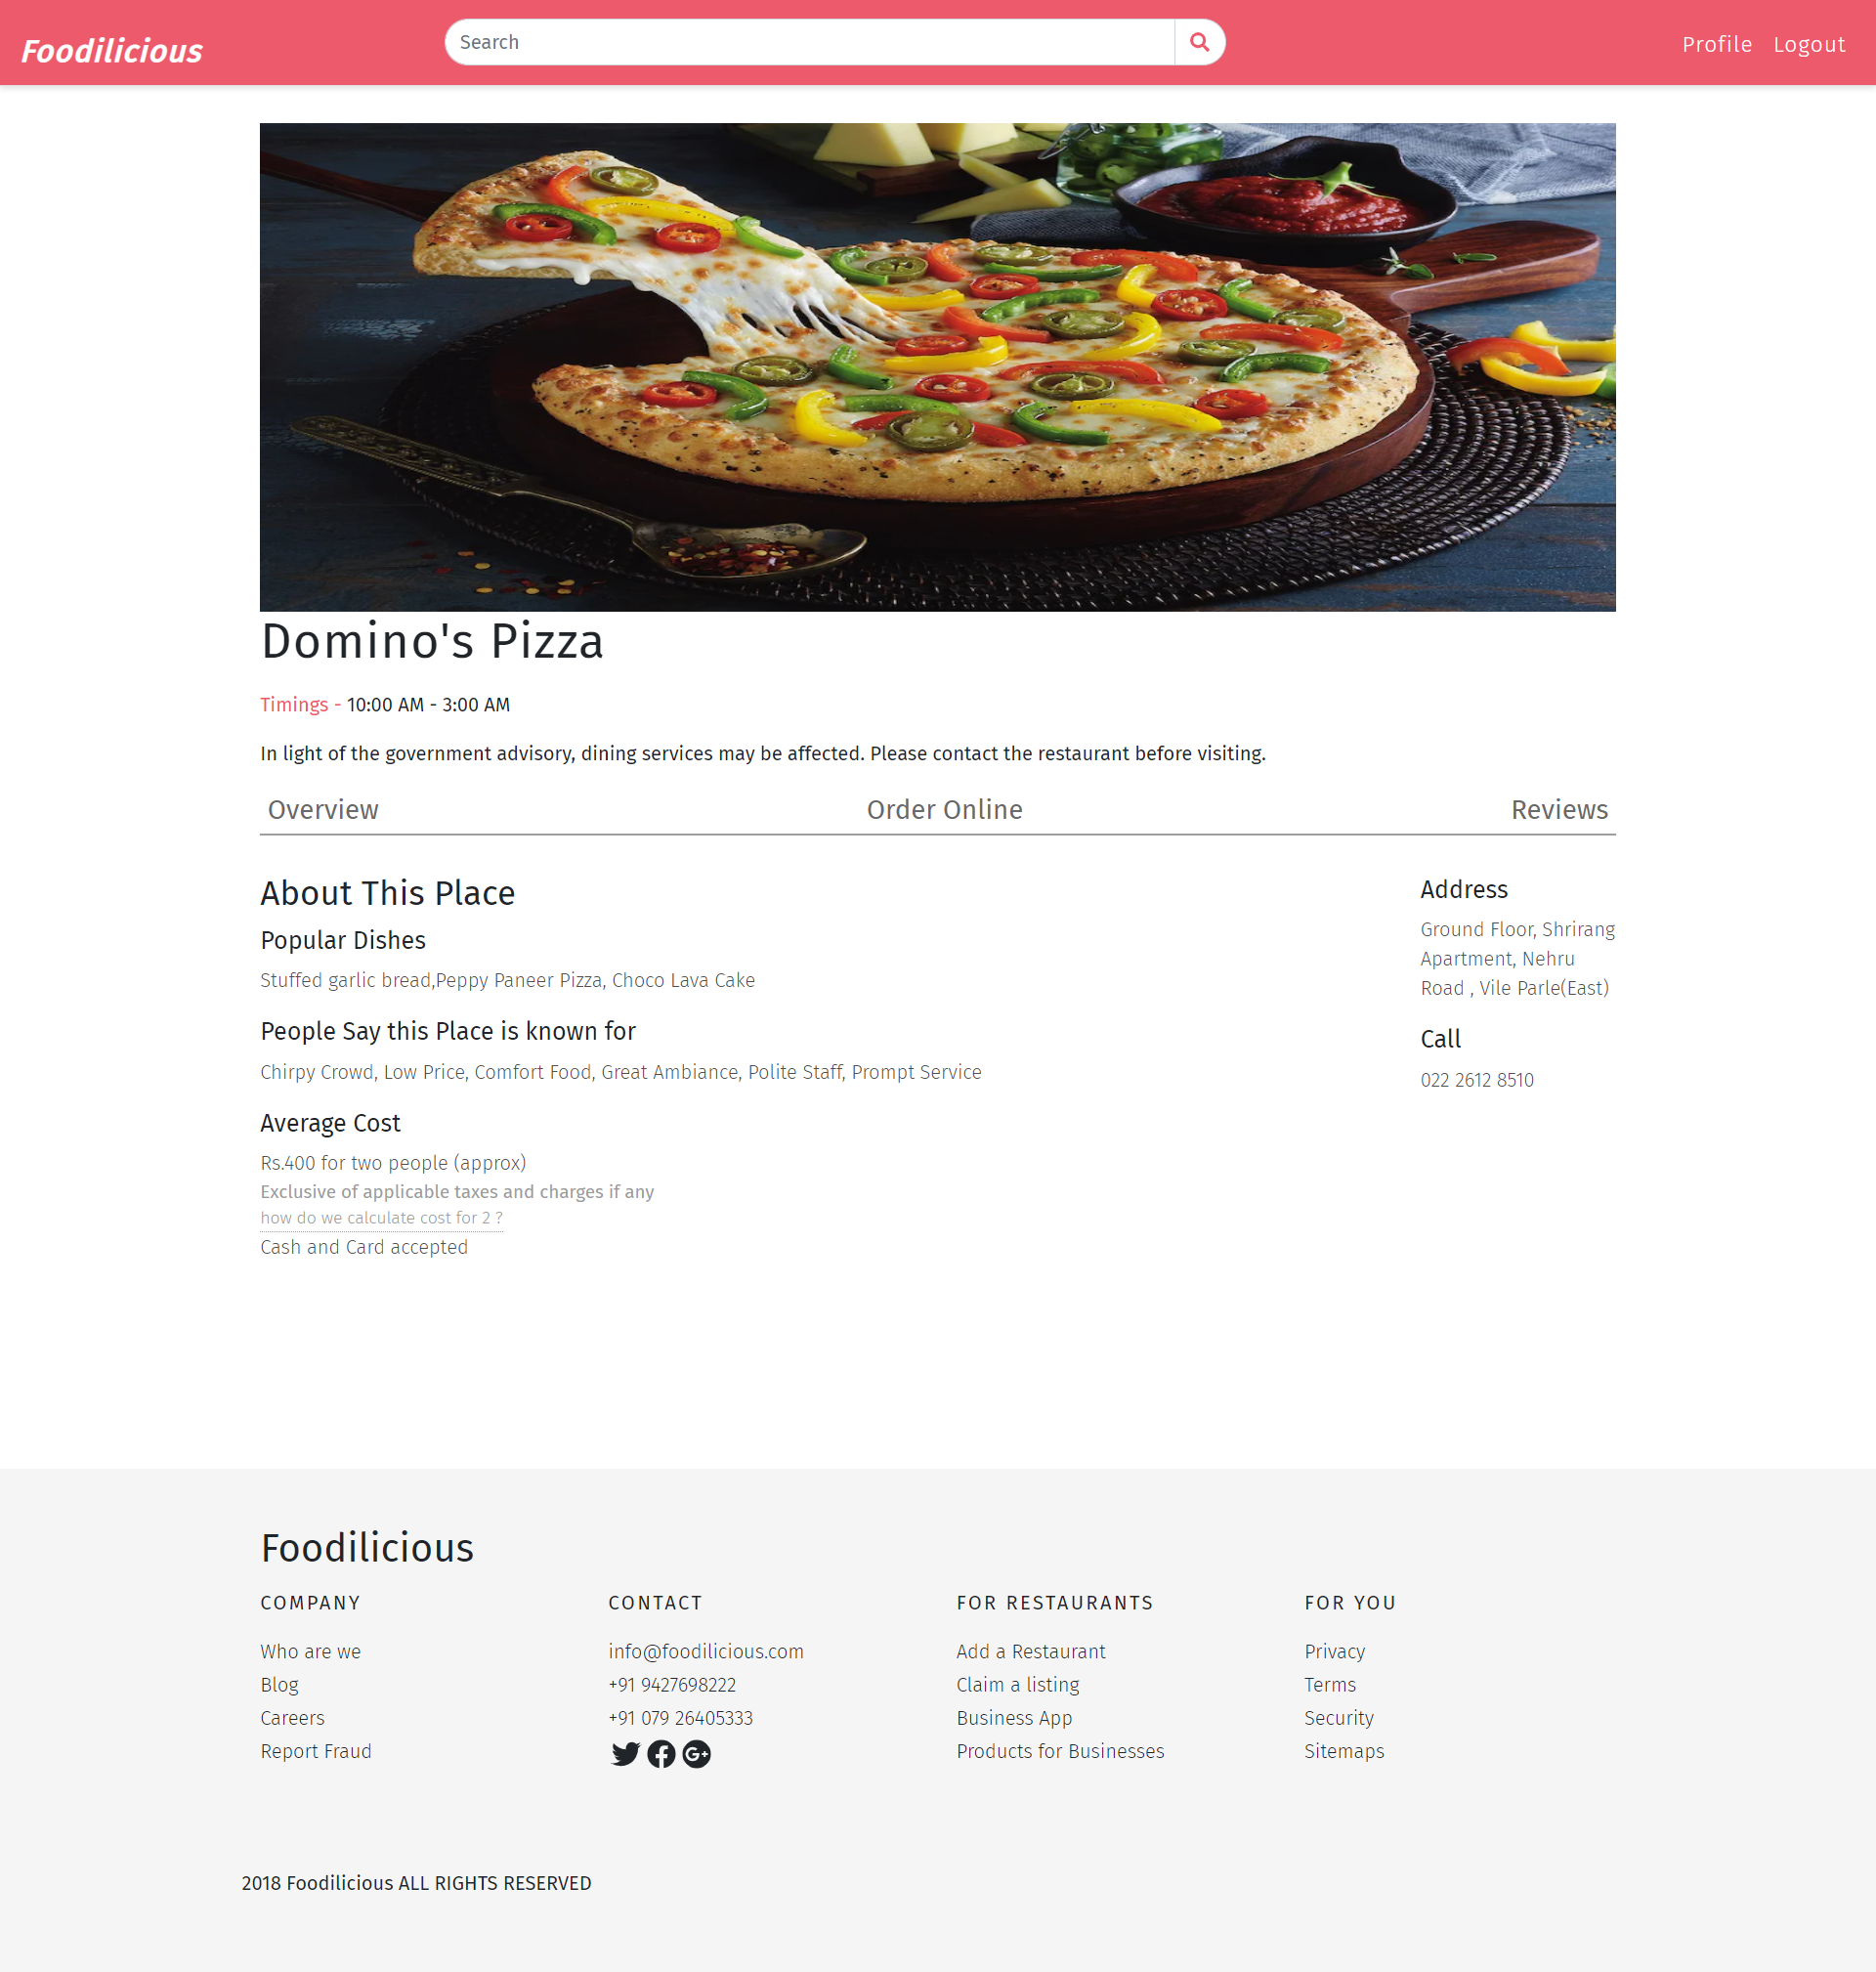 Foodilicious
Search
Profile Logout
Domino's Pizza
Timings - 10:00 AM - 3:00 AM
In light of the government advisory, dining services may be affected. Please contact the restaurant before visiting.
Overview Order Online Reviews
About This Place
Popular Dishes
Stuffed garlic bread,Peppy Paneer Pizza, Choco Lava Cake
People Say this Place is known for
Chirpy Crowd, Low Price, Comfort Food, Great Ambiance, Polite Staff, Prompt Service
Average Cost
Rs.400 for two people (approx)
Exclusive of applicable taxes and charges if any
how do we calculate cost for 2 ?
Cash and Card accepted
Address
Ground Floor, Shrirang
Apartment, Nehru
Road , Vile Parle(East)
Call
022 2612 8510
Foodilicious
COMPANY
Who are we
Blog
Careers
Report Fraud
CONTACT
info@foodilicious.com
+91 9427698222
+91 079 26405333
FOR RESTAURANTS
Add a Restaurant
Claim a listing
Business App
Products for Businesses
FOR YOU
Privacy
Terms
Security
Sitemaps
2018 Foodilicious ALL RIGHTS RESERVED